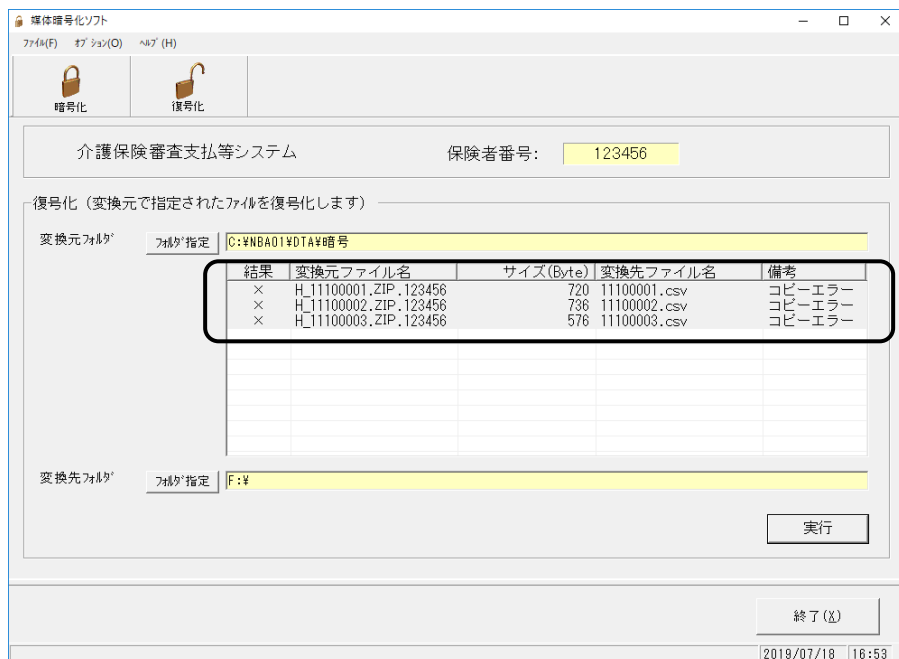 媒体暗号化ソフト
ﾌｧｲﾙ(F) ｵﾌﾟｼｮﾝ(O) ﾍﾙﾌﾟ(H)
暗号化 復号化
介護保険審査支払等システム 保険者番号: 123456
復号化（変換元で指定されたﾌｧｲﾙを復号化します）
変換元ﾌｫﾙﾀﾞ ﾌｫﾙﾀﾞ指定 C:¥NBA01¥DTA¥暗号
結果 変換元ファイル名 サイズ(Byte) 変換先ファイル名 備考
× H_11100001.ZIP.123456 720 11100001.csv コピーエラー
× H_11100002.ZIP.123456 736 11100002.csv コピーエラー
× H_11100003.ZIP.123456 576 11100003.csv コピーエラー
変換先ﾌｫﾙﾀﾞ ﾌｫﾙﾀﾞ指定 F:¥
実行
終了(X)
2019/07/18 16:53